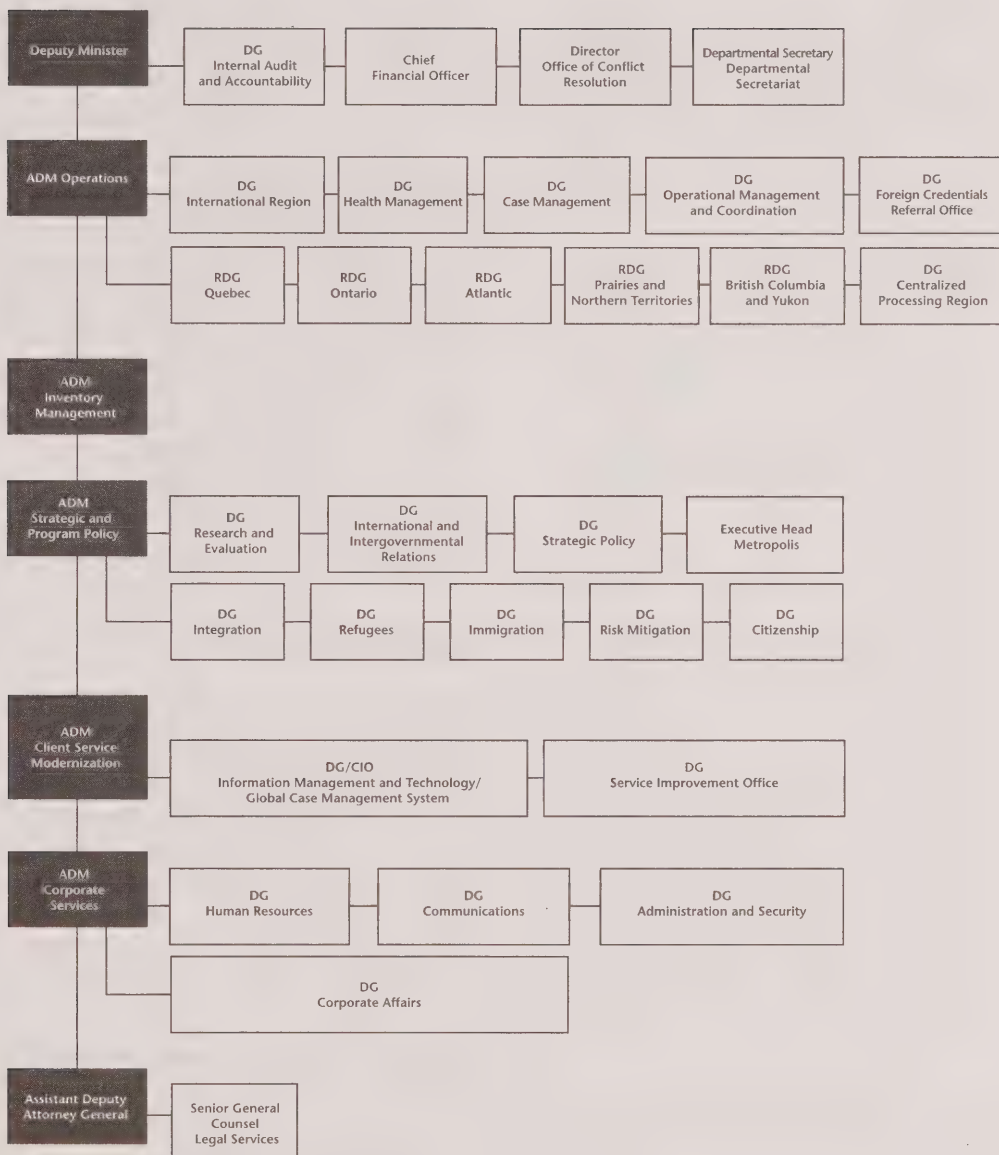 Deputy Minister
DG
Internal Audit
and Accountability
Chief
Financial Officer
Director
Office of Conflict
Resolution
Departmental Secretary
Departmental
Secretariat
ADM Operations
DG
International Region
DG
Health Management
DG
Case Management
DG
Operational Management
and Coordination
DG
Foreign Credentials
Referral Office
RDG
Quebec
RDG
Ontario
RDG
Atlantic
RDG
Prairies and
Northern Territories
RDG
British Columbia
and Yukon
DG
Centralized
Processing Region
ADM
Inventory
Management
ADM
Strategic and
Program Policy
DG
Research and
Evaluation
DG
International and
Intergovernmental
Relations
DG
Strategic Policy
Executive Head
Metropolis
DG
Integration
DG
Refugees
DG
Immigration
DG
Risk Mitigation
DG
Citizenship
ADM
Client Service
Modernization
DG/CIO
Information Management and Technology/
Global Case Management System
DG
Service Improvement Office
ADM
Corporate
Services
DG
Human Resources
DG
Communications
DG
Administration and Security
DG
Corporate Affairs
Assistant Deputy
Attorney General
Senior General
Counsel
Legal Services